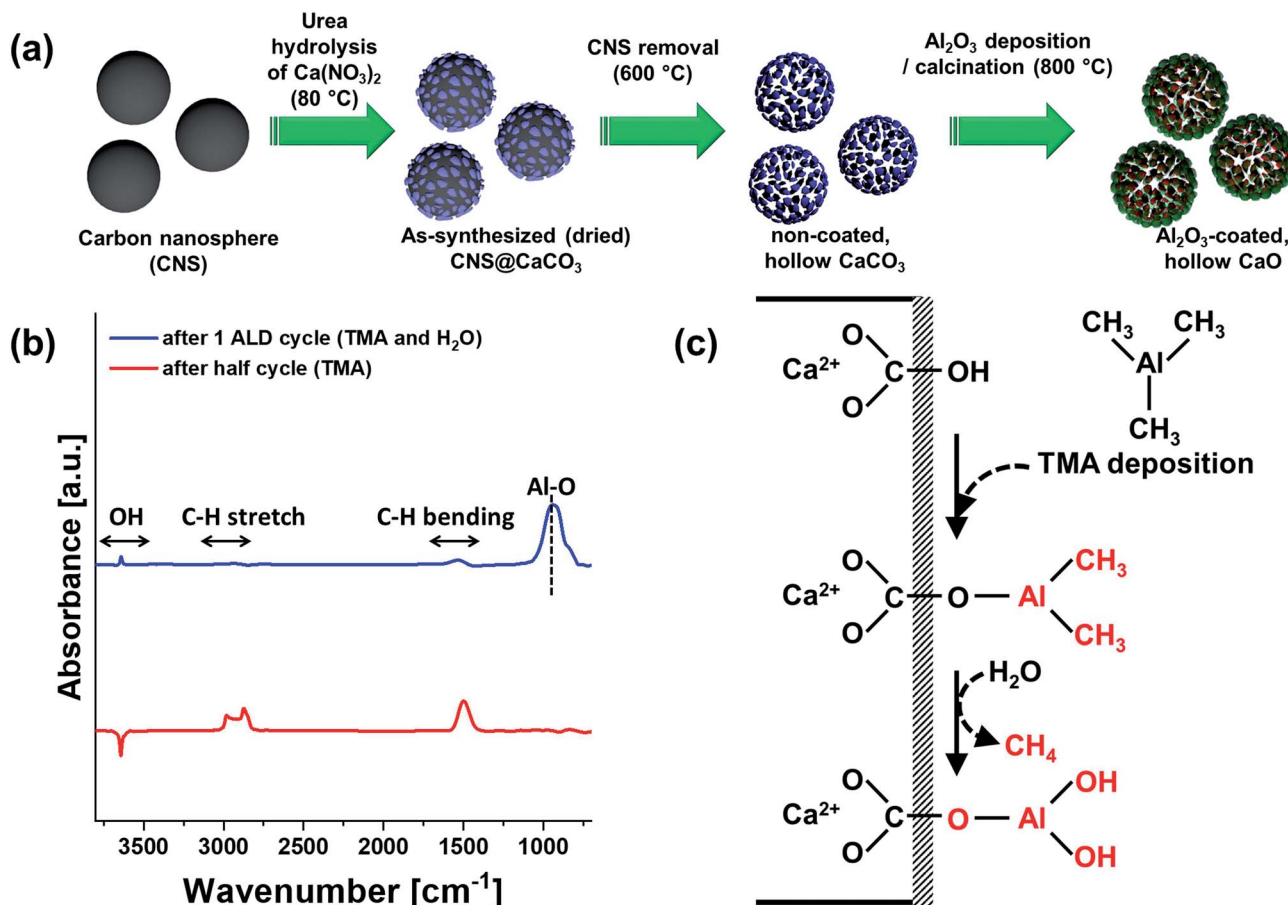 (a)
Urea
hydrolysis
of Ca(NO₃)₂
(80 °C)
CNS removal
(600 °C)
Al₂O₃ deposition
/ calcination (800 °C)
Carbon nanosphere
(CNS)
As-synthesized (dried)
CNS@CaCO₃
non-coated,
hollow CaCO₃
Al₂O₃-coated,
hollow CaO
(b)
after 1 ALD cycle (TMA and H₂O)
after half cycle (TMA)
Al-O
OH
C-H stretch
C-H bending
Absorbance [a.u.]
3500 3000 2500 2000 1500 1000
Wavenumber [cm⁻¹]
(c)
O
Ca²⁺ C OH
O
CH₃ CH₃
Al
CH₃
TMA deposition
O CH₃
Ca²⁺ C O Al
O CH₃
H₂O
CH₄
O OH
Ca²⁺ C O Al
O OH